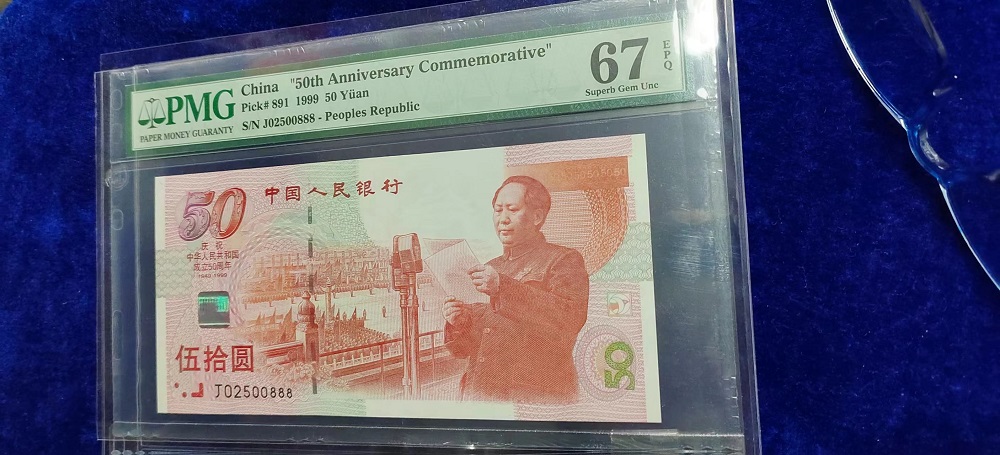 PMG
PAPER MONEY GUARANTY
China "50th Anniversary Commemorative"
Pick# 891 1999 50 Yüan
S/N J02500888 - Peoples Republic
67 EPQ
Superb Gem Unc
50
中国人民银行
庆祝
中华人民共和国
成立50周年
1949-1999
伍拾圆
J02500888
50